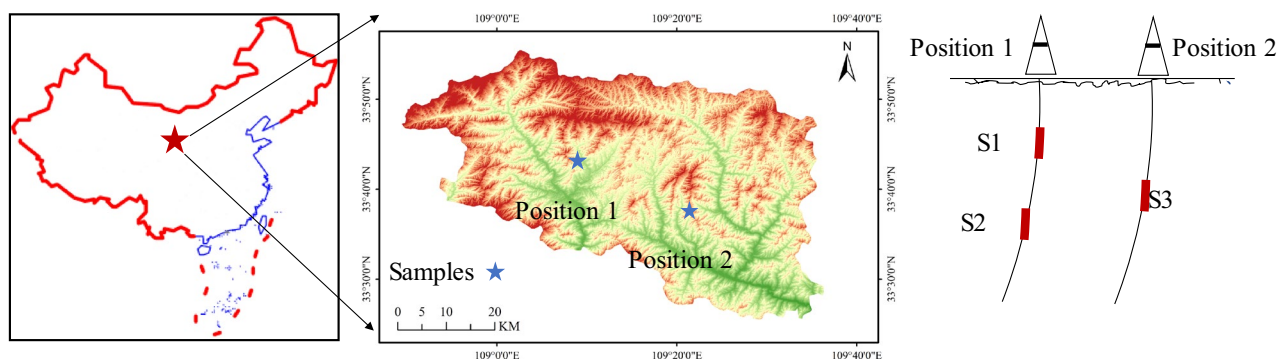 109°0′0″E
109°20′0″E
109°40′0″E
N
33°50′0″N
33°40′0″N
33°30′0″N
33°50′0″N
33°40′0″N
33°30′0″N
Position 1
Position 2
Samples
0 5 10 20
KM
109°0′0″E
109°20′0″E
109°40′0″E
Position 1
Position 2
S1
S2
S3